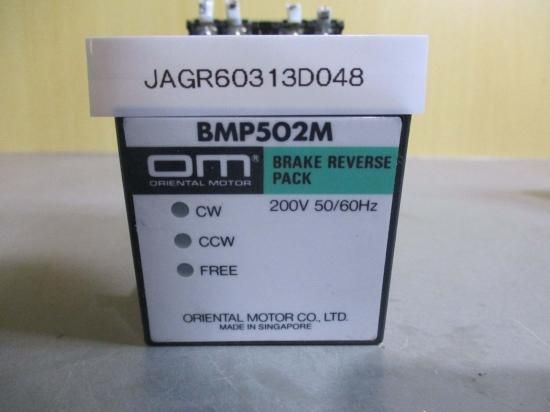 JAGR60313D048
BMP502M
OM®
ORIENTAL MOTOR
BRAKE REVERSE
PACK
CW
200V 50/60Hz
CCW
FREE
ORIENTAL MOTOR CO., LTD.
MADE IN SINGAPORE